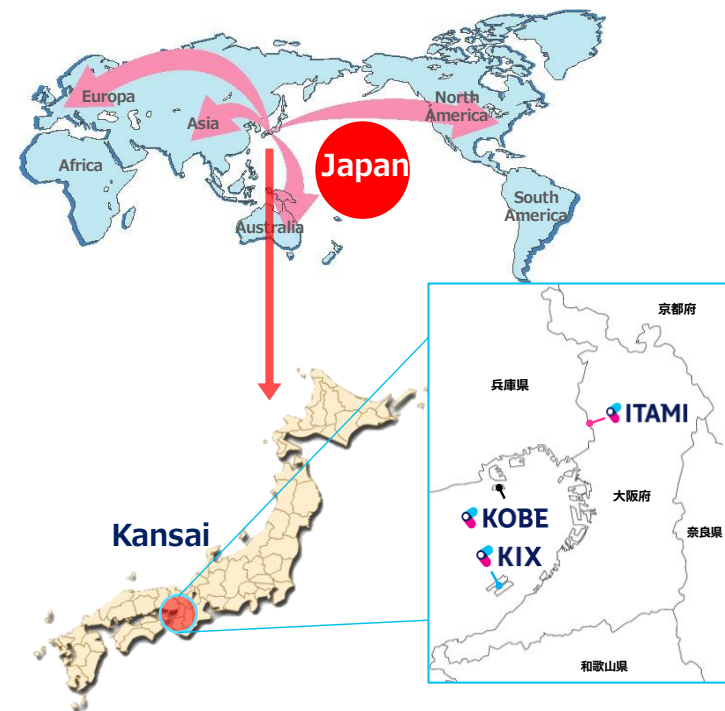 Europa
Asia
North
America
Africa
Japan
South
America
Australia
京都府
兵庫県
ITAMI
大阪府
KOBE
奈良県
Kansai
KIX
和歌山県